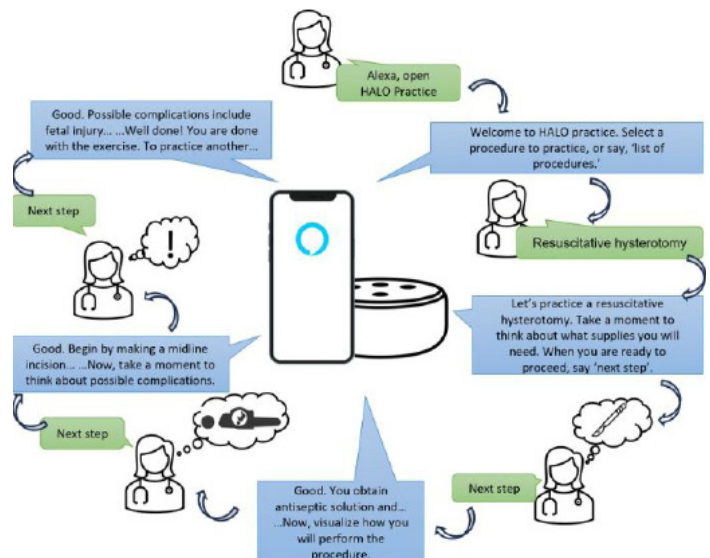 Alexa, open
HALO Practice
Welcome to HALO practice. Select a
procedure to practice, or say, ‘list of
procedures.’
Resuscitative hysterotomy
Let’s practice a resuscitative
hysterotomy. Take a moment to
think about what supplies you will
need. When you are ready to
proceed, say ‘next step’.
Next step
Good. You obtain
antiseptic solution and…
…Now, visualize how you
will perform the
procedure.
Next step
Good. Begin by making a midline
incision… …Now, take a moment to
think about possible complications.
Next step
Good. Possible complications include
fetal injury… …Well done! You are done
with the exercise. To practice another…